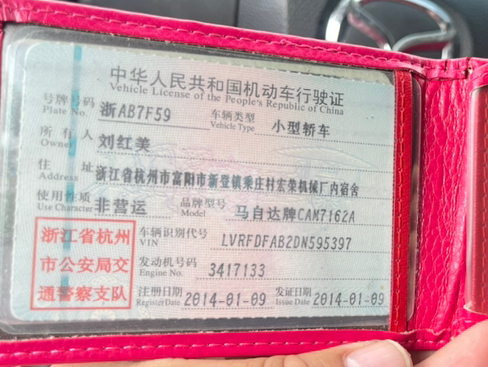 中华人民共和国机动车行驶证
Vehicle License of the People's Republic of China
号牌号码 浙AB7F59 车辆类型 小型轿车
Plate No. Vehicle Type
所有人 刘红美
Owner
住址 浙江省杭州市富阳市新登镇乘庄村宏荣机械厂内宿舍
Address
使用性质 非营运 品牌型号 马自达牌CAM7162A
Use Character Model
浙江省杭州
市公安局交
通警察支队
车辆识别代号 LVRFDFAB2DN595397
VIN
发动机号码 3417133
Engine No.
注册日期 2014-01-09 发证日期 2014-01-09
Register Date Issue Date